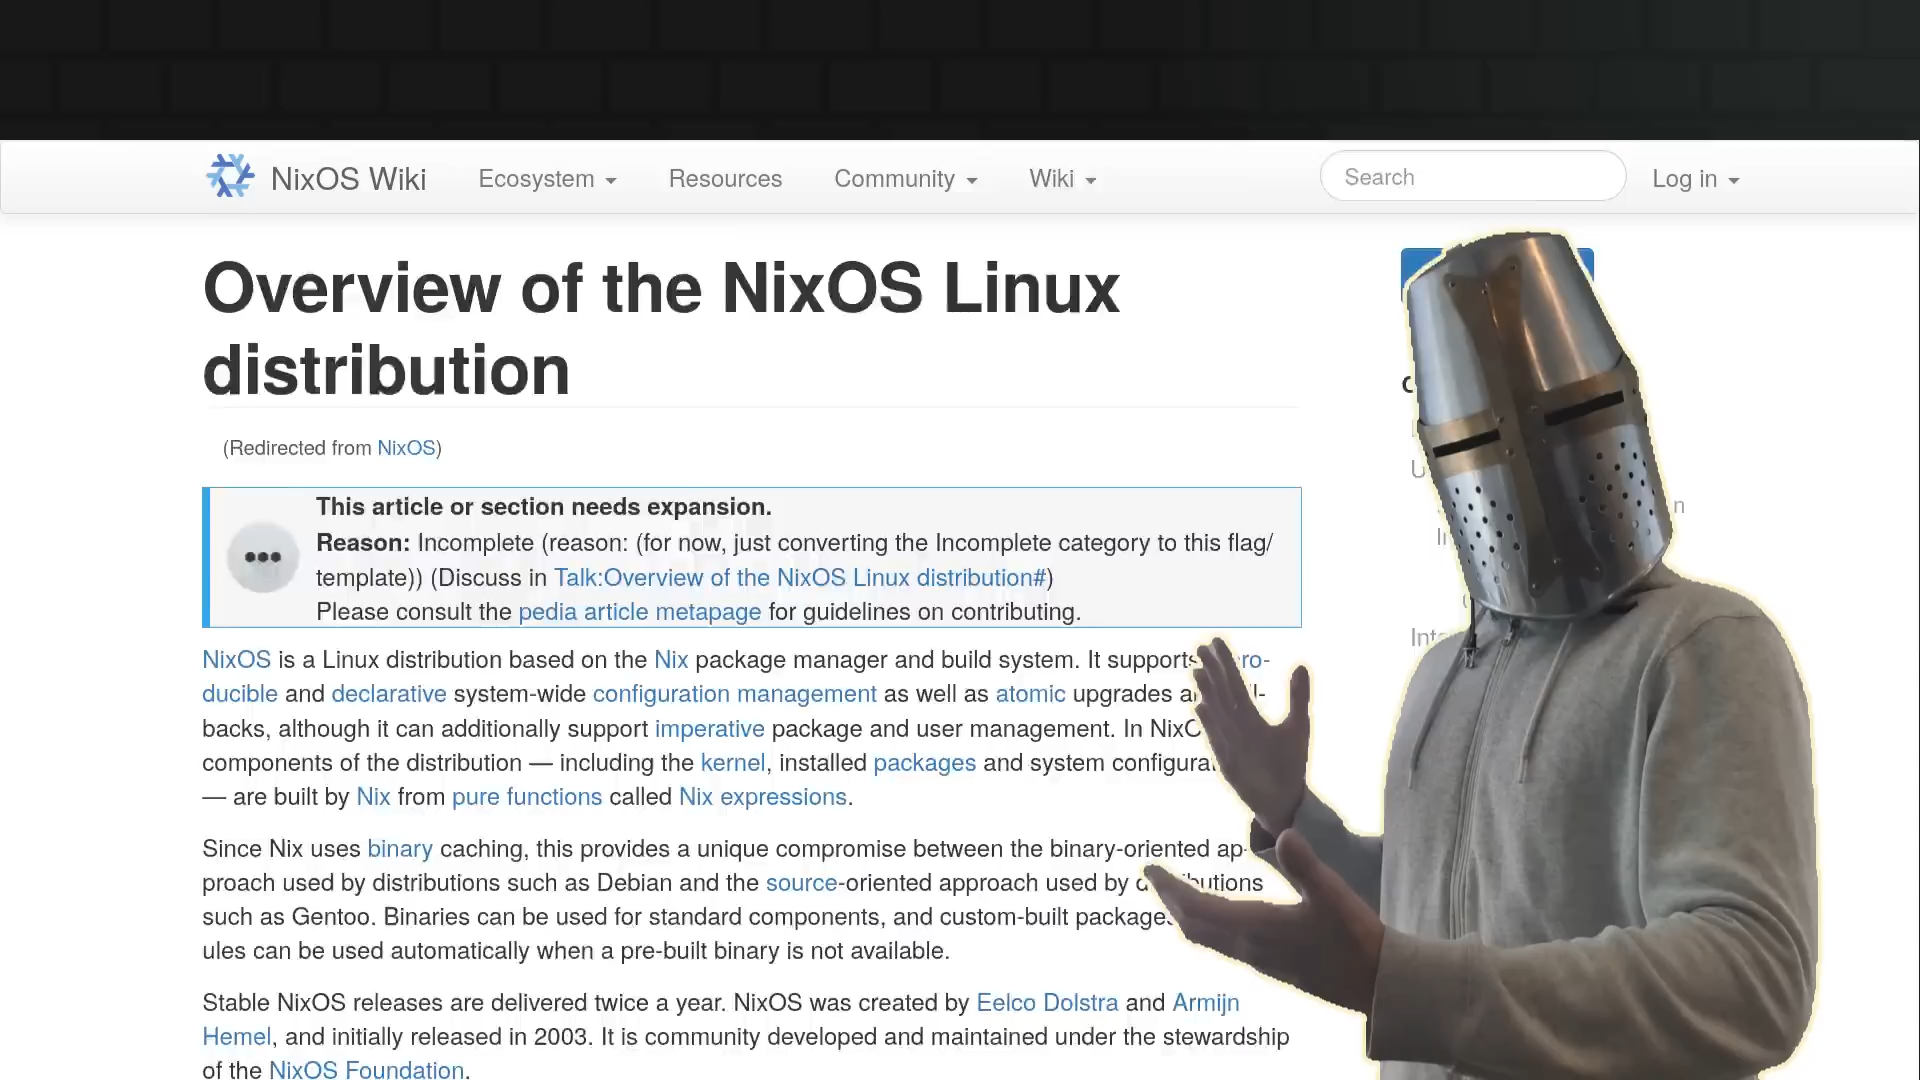 NixOS Wiki Ecosystem Resources Community Wiki Search Log in
Overview of the NixOS Linux
distribution
(Redirected from NixOS)
This article or section needs expansion.
Reason: Incomplete (reason: (for now, just converting the Incomplete category to this flag/
template)) (Discuss in Talk:Overview of the NixOS Linux distribution#)
Please consult the pedia article metapage for guidelines on contributing.
NixOS is a Linux distribution based on the Nix package manager and build system. It supports
ducible and declarative system-wide configuration management as well as atomic upgrades
backs, although it can additionally support imperative package and user management. In
components of the distribution — including the kernel, installed packages and system
— are built by Nix from pure functions called Nix expressions.
Since Nix uses binary caching, this provides a unique compromise between the binary-oriented ap-
proach used by distributions such as Debian and the source-oriented approach used by
such as Gentoo. Binaries can be used for standard components, and custom-built
ules can be used automatically when a pre-built binary is not available.
Stable NixOS releases are delivered twice a year. NixOS was created by Eelco Dolstra and Armijn
Hemel, and initially released in 2003. It is community developed and maintained under the stewardship
of the NixOS Foundation.